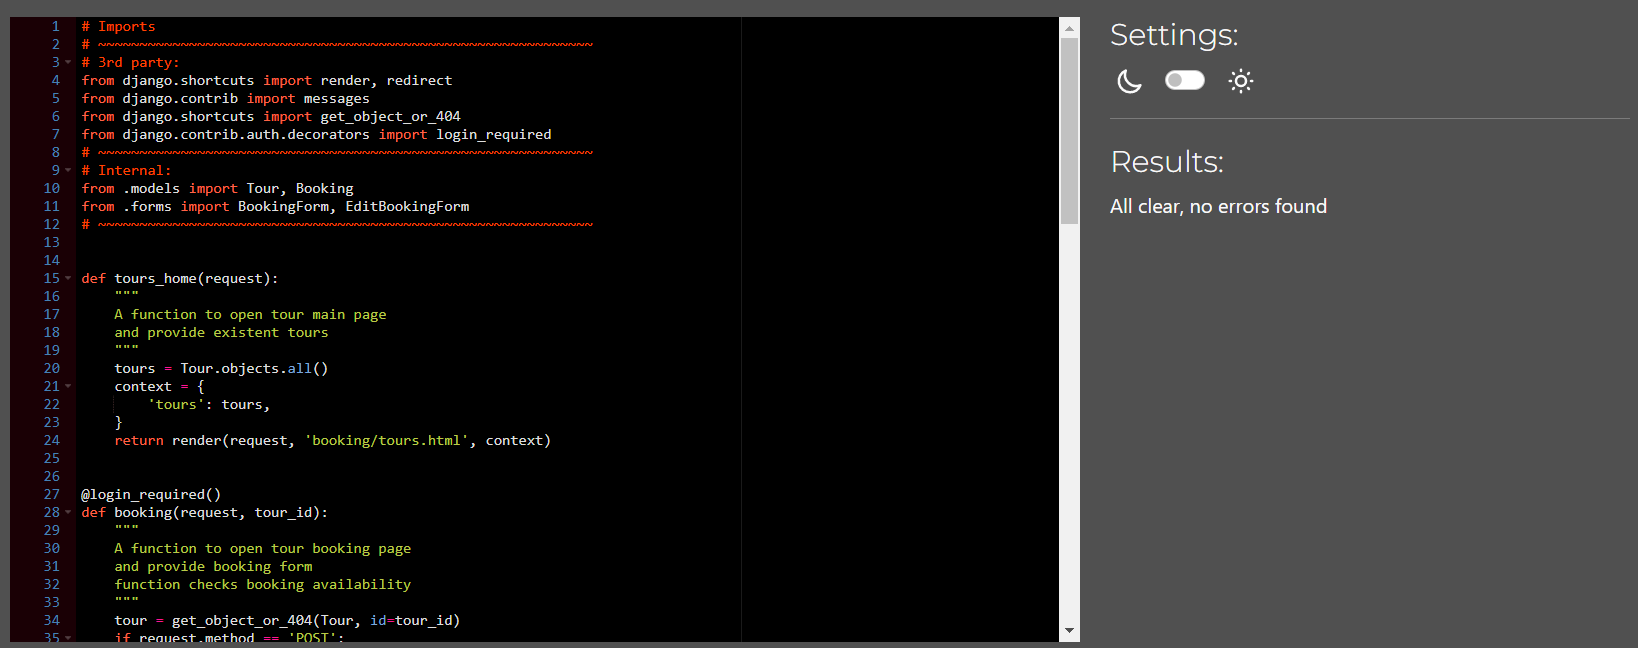 1 # Imports
2 # ~~~~~~~~~~~~~~~~~~~~~~~~~~~~~~~~~~~~~~~~~~~~~~~~~~~~~~~~~~~~
3 # 3rd party:
4 from django.shortcuts import render, redirect
5 from django.contrib import messages
6 from django.shortcuts import get_object_or_404
7 from django.contrib.auth.decorators import login_required
8 # ~~~~~~~~~~~~~~~~~~~~~~~~~~~~~~~~~~~~~~~~~~~~~~~~~~~~~~~~~~~~
9 # Internal:
10 from .models import Tour, Booking
11 from .forms import BookingForm, EditBookingForm
12 # ~~~~~~~~~~~~~~~~~~~~~~~~~~~~~~~~~~~~~~~~~~~~~~~~~~~~~~~~~~~~
13
14
15 def tours_home(request):
16     """
17     A function to open tour main page
18     and provide existent tours
19     """
20     tours = Tour.objects.all()
21     context = {
22         'tours': tours,
23     }
24     return render(request, 'booking/tours.html', context)
25
26
27 @login_required()
28 def booking(request, tour_id):
29     """
30     A function to open tour booking page
31     and provide booking form
32     function checks booking availability
33     """
34     tour = get_object_or_404(Tour, id=tour_id)
35     if request.method == 'POST':
Settings:
Results:
All clear, no errors found